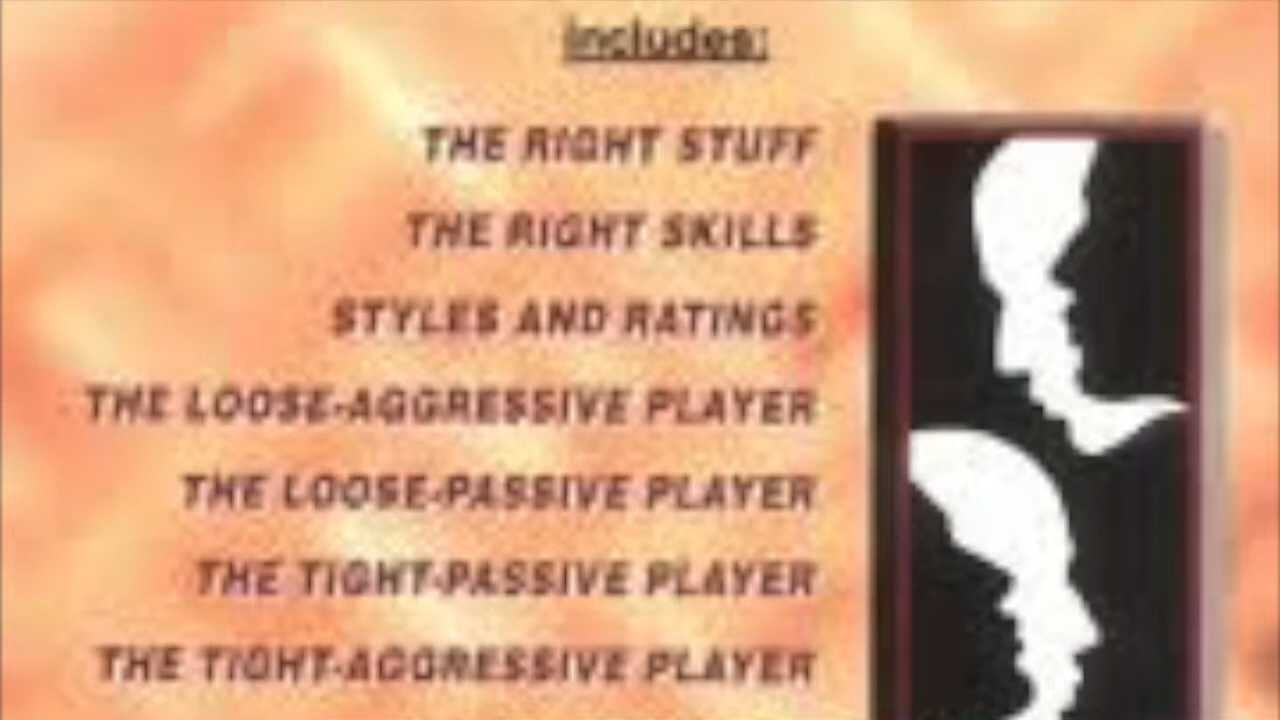 includes:
THE RIGHT STUFF
THE RIGHT SKILLS
STYLES AND RATINGS
THE LOOSE-AGGRESSIVE PLAYER
THE LOOSE-PASSIVE PLAYER
THE TIGHT-PASSIVE PLAYER
THE TIGHT-AGGRESSIVE PLAYER